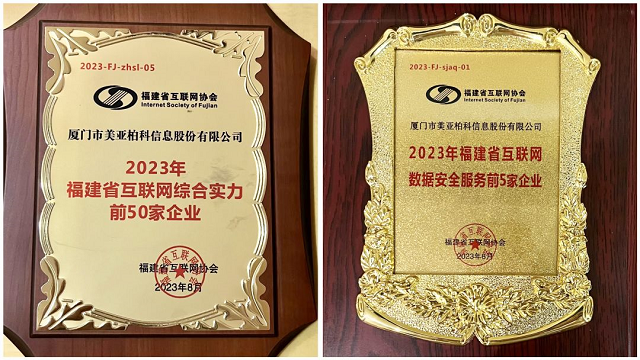 2023-FJ-zhsl-05
福建省互联网协会
Internet Society of Fujian
厦门市美亚柏科信息股份有限公司
2023年
福建省互联网综合实力
前50家企业
福建省互联网协会
2023年8月
2023-FJ-sjaq-01
福建省互联网协会
Internet Society of Fujian
厦门市美亚柏科信息股份有限公司
2023年福建省互联网
数据安全服务前5家企业
福建省互联网协会
2023年8月